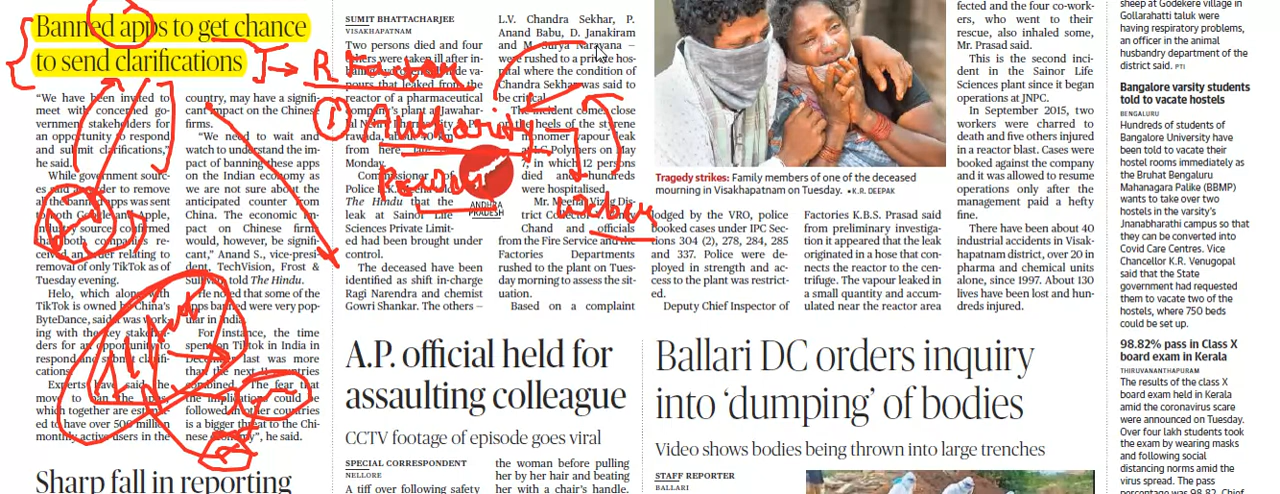 Banned apps to get chance
to send clarifications
“We have been invited to
meet with concerned go-
vernment stakeholders for
an opportunity to respond
and submit clarifications,”
he said.
While government sourc-
all the banned apps was sent
Google and Apple,
industry sources confirmed
that both companies re-
ceived an order relating to
removal of only TikTok as of
Tuesday evening.
Helo, which along with
TikTok is owned by China's
ByteDance, said it was work-
ing with the key stakehol-
ders for an opportunity to
respond and submit clarifi-
cations.
Experts have said the
move to ban the apps,
which together are estimat-
ed to have over 500 million
monthly active users in the
country, may have a signifi-
cant impact on the Chinese
firms.
“We need to wait and
watch to understand the im-
pact of banning these apps
on the Indian economy as
we are not sure about the
anticipated counter from
China. The economic im-
pact on Chinese firms
would, however, be signifi-
cant,” Anand S., vice-presi-
dent, TechVision, Frost &
Sullivan told The Hindu.
He noted that some of the
apps banned were very pop-
ular in India.
For instance, the time
spent on Tiktok in India in
December last was more
than the next 11 countries
combined. “The fear that
the implications could be
followed in other countries
is a bigger threat to the Chi-
nese economy”, he said.
Sharp fall in reporting
SUMIT BHATTACHARJEE
VISAKHAPATNAM
Two persons died and four
others were taken ill after in-
pours that leaked from the
reactor of a pharmaceutical
company's plant at Jawahar-
from here,
Monday.
Commissioner of
Police
The Hindu that the
leak at Sainor Life
Sciences Private Limit-
ed had been brought under
control.
The deceased have been
identified as shift in-charge
Ragi Narendra and chemist
Gowri Shankar. The others –
ANDHRA
PRADESH
L.V. Chandra Sekhar, P.
Anand Babu, D. Janakiram
and M. Surya Narayana –
were rushed to a private hos-
pital where the condition of
Chandra Sekhar was said to
be critical.
The incident comes close
on the heels of the styrene
monomer vapour leak
at LG Polymers on May
7, in which 12 persons
died and hundreds
were hospitalised.
Mr. Meena, Vizag Dis-
trict Collector V. Vinay
Chand and officials
from the Fire Service and the
Factories Departments
rushed to the plant on Tues-
day morning to assess the sit-
uation.
Based on a complaint
Authority
Tragedy strikes: Family members of one of the deceased
mourning in Visakhapatnam on Tuesday. K.R. DEEPAK
lodged by the VRO, police
booked cases under IPC Sec-
tions 304 (2), 278, 284, 285
and 337. Police were de-
ployed in strength and ac-
cess to the plant was restrict-
ed.
Deputy Chief Inspector of
Factories K.B.S. Prasad said
from preliminary investiga-
tion it appeared that the leak
originated in a hose that con-
nects the reactor to the cen-
trifuge. The vapour leaked in
a small quantity and accum-
ulated near the reactor area
fected and the four co-work-
ers, who went to their
rescue, also inhaled some,
Mr. Prasad said.
This is the second inci-
dent in the Sainor Life
Sciences plant since it began
operations at JNPC.
In September 2015, two
workers were charred to
death and five others injured
in a reactor blast. Cases were
booked against the company
and it was allowed to resume
operations only after the
management paid a hefty
fine.
There have been about 40
industrial accidents in Visak-
hapatnam district, over 20 in
pharma and chemical units
alone, since 1997. About 130
lives have been lost and hun-
dreds injured.
A.P. official held for
assaulting colleague
CCTV footage of episode goes viral
SPECIAL CORRESPONDENT
NELLORE
A tiff over following safety
the woman before pulling
her by her hair and beating
her with a chair's handle.
Ballari DC orders inquiry
into ‘dumping’ of bodies
Video shows bodies being thrown into large trenches
STAFF REPORTER
BALLARI
sheep at Godekere village in
Gollarahatti taluk were
having respiratory problems,
an officer in the animal
husbandry department of the
district said. PTI
Bangalore varsity students
told to vacate hostels
BENGALURU
Hundreds of students of
Bangalore University have
been told to vacate their
hostel rooms immediately as
the Bruhat Bengaluru
Mahanagara Palike (BBMP)
wants to take over two
hostels in the varsity's
Jnanabharathi campus so that
they can be converted into
Covid Care Centres. Vice
Chancellor K.R. Venugopal
said that the State
government had requested
them to vacate two of the
hostels, where 750 beds
could be set up.
98.82% pass in Class X
board exam in Kerala
THIRUVANANTHAPURAM
The results of the class X
board exam held in Kerala
amid the coronavirus scare
were announced on Tuesday.
Over four lakh students took
the exam by wearing masks
and following social
distancing norms amid the
virus spread. The pass
percentage was 98.82. Chief